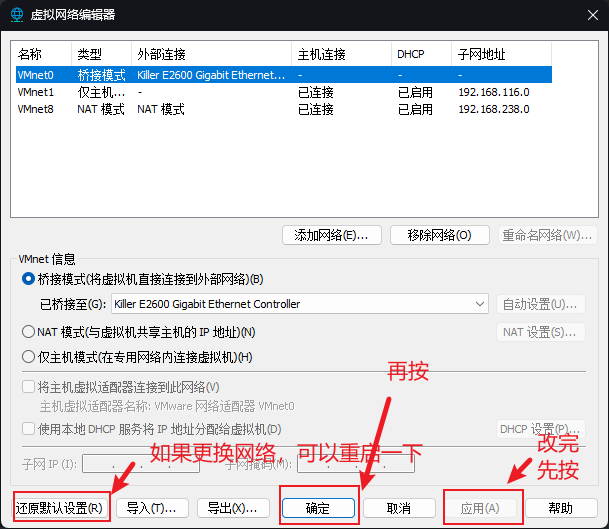 虚拟网络编辑器
名称 类型 外部连接 主机连接 DHCP 子网地址
VMnet0 桥接模式 Killer E2600 Gigabit Ethernet... - - -
VMnet1 仅主机... - 已连接 已启用 192.168.116.0
VMnet8 NAT 模式 NAT 模式 已连接 已启用 192.168.238.0
添加网络(E)... 移除网络(O) 重命名网络(W)...
VMnet 信息
桥接模式(将虚拟机直接连接到外部网络)(B)
已桥接至(G): Killer E2600 Gigabit Ethernet Controller 自动设置(U)...
NAT 模式(与虚拟机共享主机的 IP 地址)(N) NAT 设置(S)...
仅主机模式(在专用网络内连接虚拟机)(H)
再按
将主机虚拟适配器连接到此网络(V)
主机虚拟适配器名称: VMware 网络适配器 VMnet0
使用本地 DHCP 服务将 IP 地址分配给虚拟机(D) DHCP 设置(P)...
改完
先按
如果更换网络，可以重启一下
子网 IP (I): . . . 子网掩码(M): . . .
还原默认设置(R) 导入(T)... 导出(X)... 确定 取消 应用(A) 帮助